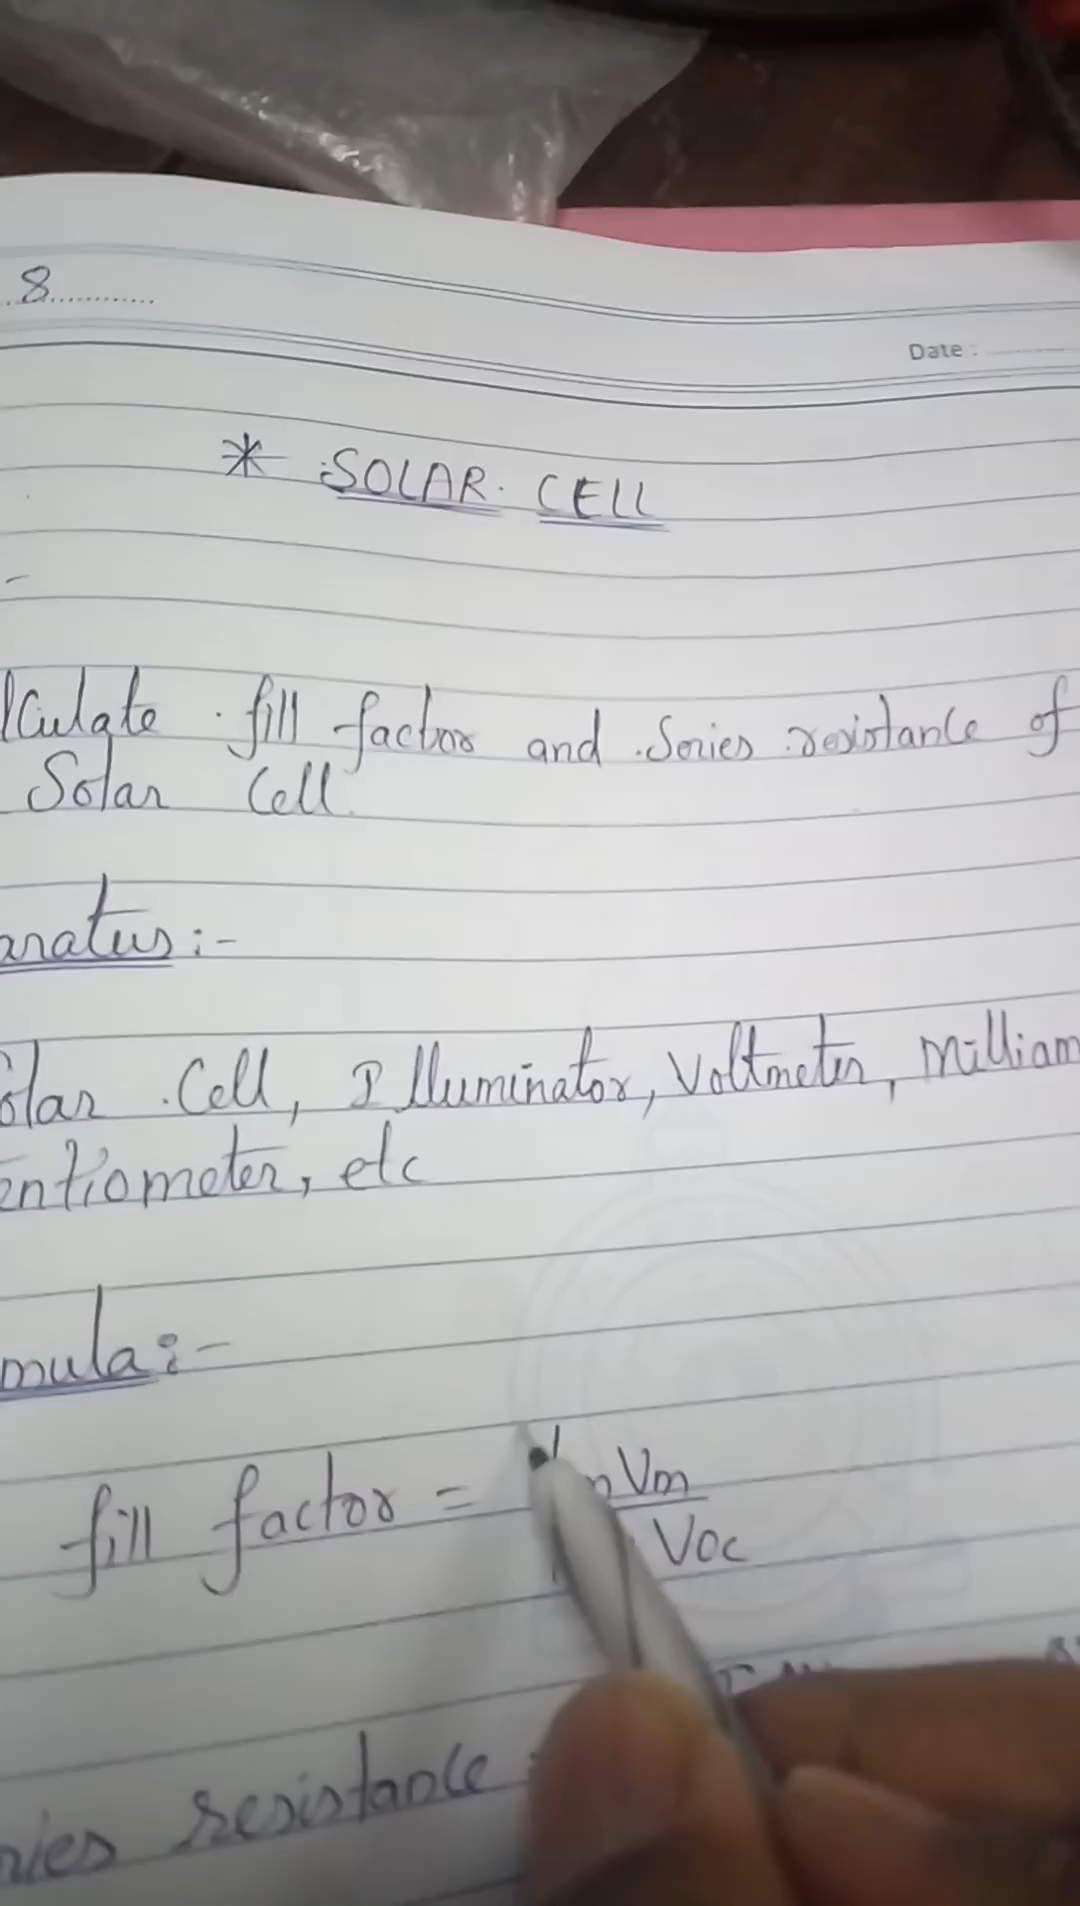 8
Date :
* SOLAR CELL
lculate fill factor and Series resistance of
Solar Cell.
aratus:-
olar Cell, Illuminator, Voltmeter, milliam
entiometer, etc
mula:-
fill factor = mVm
Voc
ries resistance